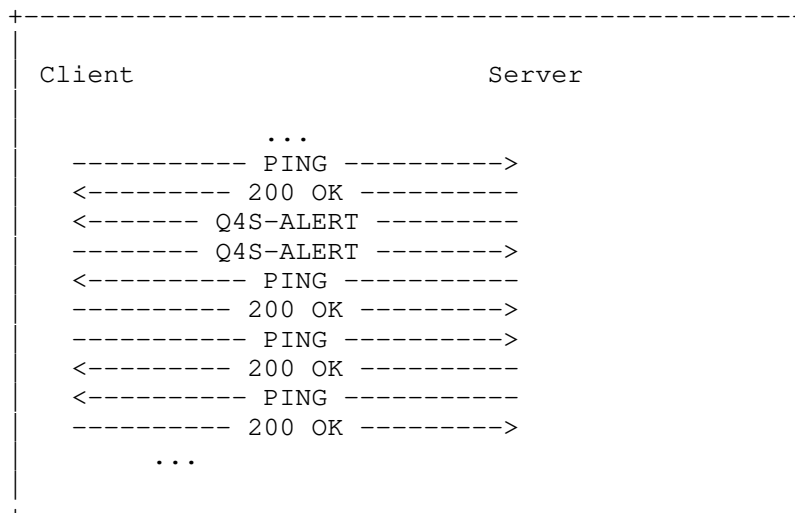 +------------------------------------------------
|
| Client                      Server
|
|
|               ...
|   ----------- PING ---------->
|   <--------- 200 OK ----------
|   <------- Q4S-ALERT ---------
|   -------- Q4S-ALERT -------->
|   <---------- PING -----------
|   ---------- 200 OK --------->
|   ----------- PING ---------->
|   <--------- 200 OK ----------
|   <---------- PING -----------
|   ---------- 200 OK --------->
|        ...
|